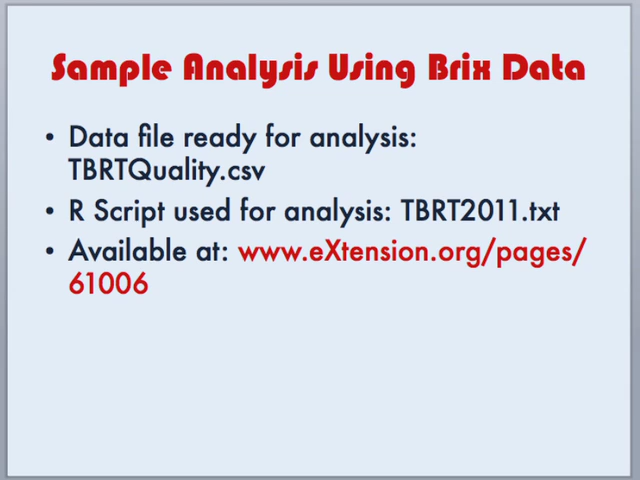 Sample Analysis Using Brix Data
• Data file ready for analysis:
TBRTQuality.csv
• R Script used for analysis: TBRT2011.txt
• Available at: www.eXtension.org/pages/
61006